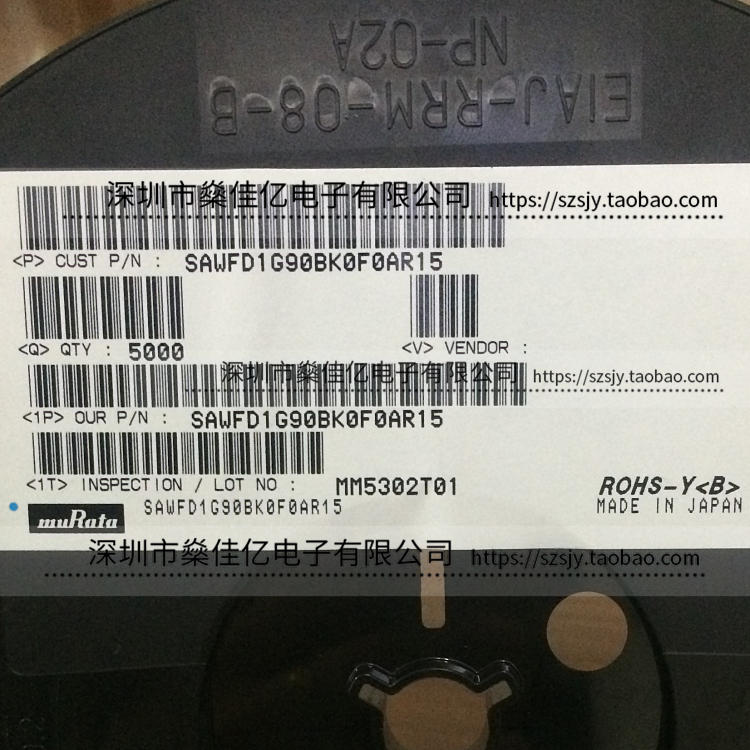 NP-02A
EIAJ-RRM-08-B
深圳市燊佳亿电子有限公司 https://szsjy.taobao.com
<P> CUST P/N : SAWFD1G90BK0F0AR15
<Q> QTY : 5000 <V> VENDOR :
深圳市燊佳亿电子有限公司 https://szsjy.taobao.com
<1P> OUR P/N : SAWFD1G90BK0F0AR15
<1T> INSPECTION / LOT NO : MM5302T01 ROHS-Y<B>
muRata SAWFD1G90BK0F0AR15 MADE IN JAPAN
深圳市燊佳亿电子有限公司 https://szsjy.taobao.com